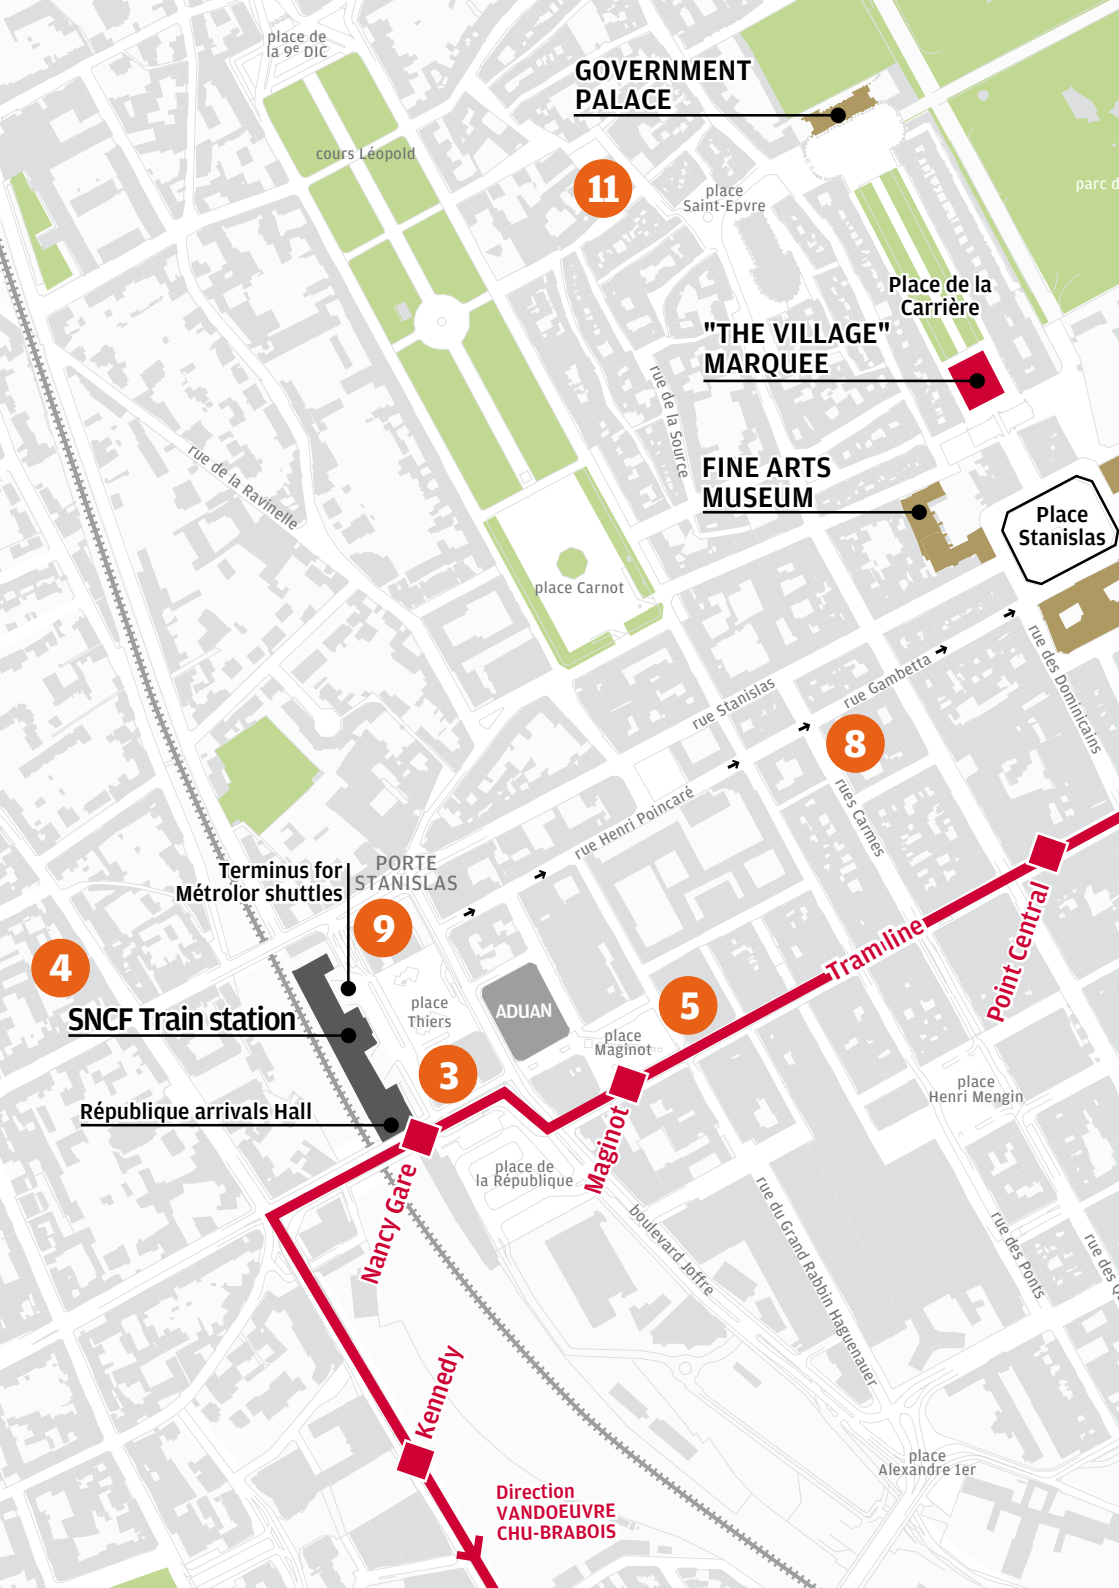 place de
la 9e DIC
GOVERNMENT
PALACE
cours Léopold
11
place
Saint-Epvre
parc d
Place de la
Carrière
"THE VILLAGE"
MARQUEE
rue de la Source
rue de la Ravinelle
FINE ARTS
MUSEUM
Place
Stanislas
place Carnot
rue des Dominicains
rue Gambetta
rue Stanislas
8
rue Henri Poincaré
rues Carmes
PORTE
STANISLAS
Terminus for
Métrolor shuttles
9
4
Tram line
Point Central
SNCF Train station
place
Thiers
ADUAN
5
place
Maginot
3
République arrivals Hall
place
Henri Mengin
Maginot
place de
la République
Nancy Gare
boulevard Joffre
rue du Grand Rabbin Haguenauer
rue des Ponts
rue des Q
Kennedy
place
Alexandre 1er
Direction
VANDOEUVRE
CHU-BRABOIS